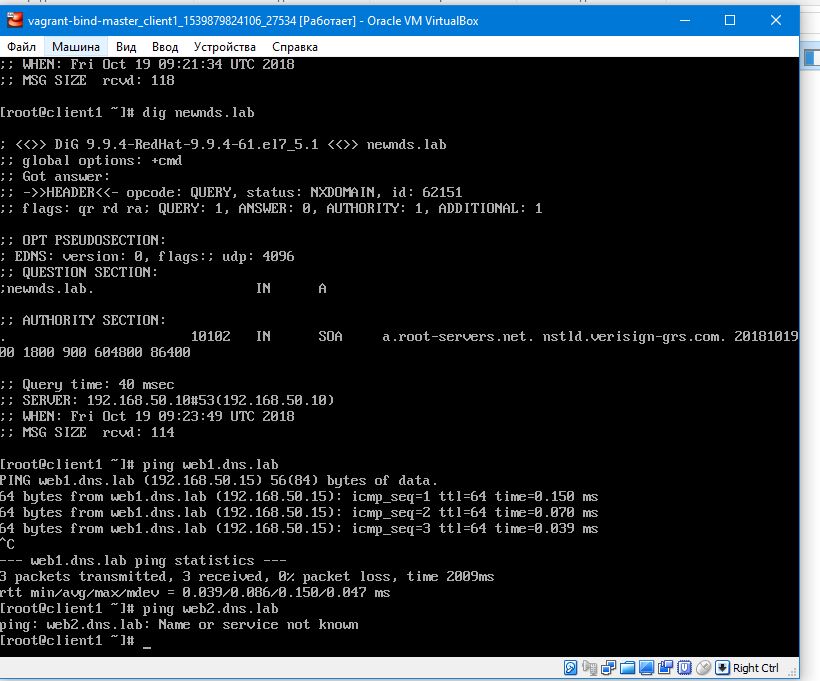 vagrant-bind-master_client1_1539879824106_27534 [Работает] - Oracle VM VirtualBox
Файл Машина Вид Ввод Устройства Справка
;; WHEN: Fri Oct 19 09:21:34 UTC 2018
;; MSG SIZE  rcvd: 118
[root@client1 ~]# dig newnds.lab
; <<>> DiG 9.9.4-RedHat-9.9.4-61.el7_5.1 <<>> newnds.lab
;; global options: +cmd
;; Got answer:
;; ->>HEADER<<- opcode: QUERY, status: NXDOMAIN, id: 62151
;; flags: qr rd ra; QUERY: 1, ANSWER: 0, AUTHORITY: 1, ADDITIONAL: 1
;; OPT PSEUDOSECTION:
; EDNS: version: 0, flags:; udp: 4096
;; QUESTION SECTION:
;newnds.lab. IN A
;; AUTHORITY SECTION:
. 10102 IN SOA a.root-servers.net. nstld.verisign-grs.com. 20181019
00 1800 900 604800 86400
;; Query time: 40 msec
;; SERVER: 192.168.50.10#53(192.168.50.10)
;; WHEN: Fri Oct 19 09:23:49 UTC 2018
;; MSG SIZE  rcvd: 114
[root@client1 ~]# ping web1.dns.lab
PING web1.dns.lab (192.168.50.15) 56(84) bytes of data.
64 bytes from web1.dns.lab (192.168.50.15): icmp_seq=1 ttl=64 time=0.150 ms
64 bytes from web1.dns.lab (192.168.50.15): icmp_seq=2 ttl=64 time=0.070 ms
64 bytes from web1.dns.lab (192.168.50.15): icmp_seq=3 ttl=64 time=0.039 ms
^C
--- web1.dns.lab ping statistics ---
3 packets transmitted, 3 received, 0% packet loss, time 2009ms
rtt min/avg/max/mdev = 0.039/0.086/0.150/0.047 ms
[root@client1 ~]# ping web2.dns.lab
ping: web2.dns.lab: Name or service not known
[root@client1 ~]# _
Right Ctrl